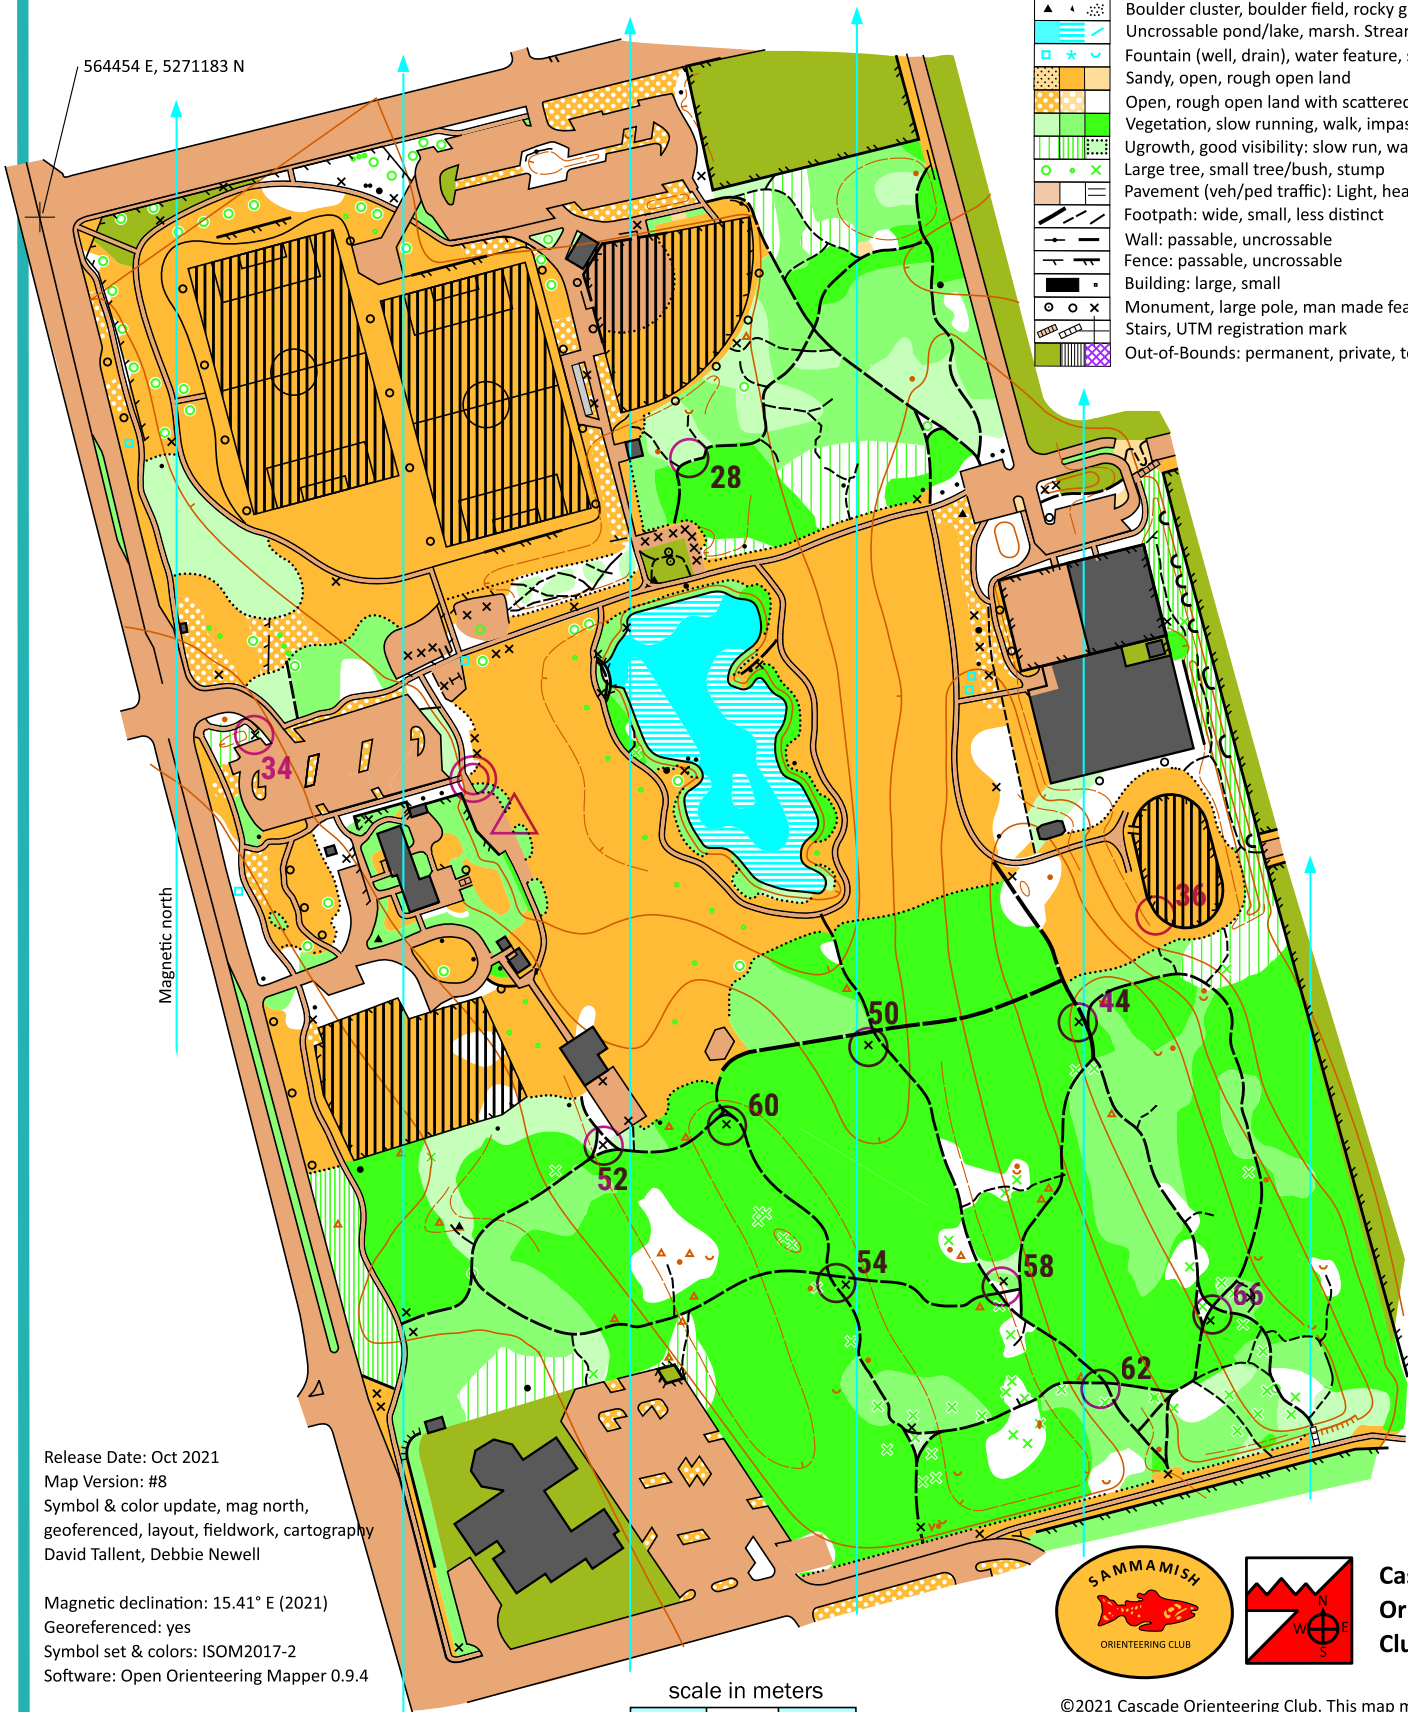 564454 E, 5271183 N
Boulder cluster, boulder field, rocky g
Uncrossable pond/lake, marsh. Strear
Fountain (well, drain), water feature, s
Sandy, open, rough open land
Open, rough open land with scattered
Vegetation, slow running, walk, impas
Ugrowth, good visibility: slow run, wa
Large tree, small tree/bush, stump
Pavement (veh/ped traffic): Light, hea
Footpath: wide, small, less distinct
Wall: passable, uncrossable
Fence: passable, uncrossable
Building: large, small
Monument, large pole, man made fea
Stairs, UTM registration mark
Out-of-Bounds: permanent, private, te
28
34
36
44
50
60
52
54
58
66
62
Magnetic north
Release Date: Oct 2021
Map Version: #8
Symbol & color update, mag north,
geoferenced, layout, fieldwork, cartography
David Tallent, Debbie Newell
Magnetic declination: 15.41° E (2021)
Georeferenced: yes
Symbol set & colors: ISOM2017-2
Software: Open Orienteering Mapper 0.9.4
SAMMAMISH
ORIENTEERING CLUB
N
W E
S
Cas
Or
Clu
scale in meters
©2021 Cascade Orienteering Club. This map m